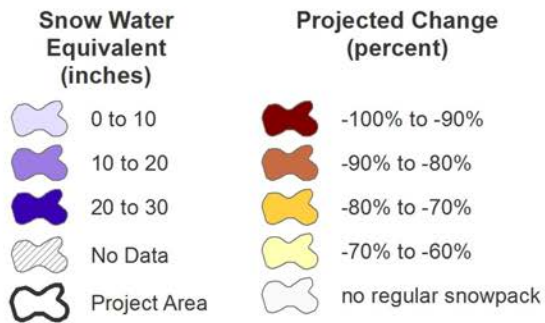 Snow Water
Equivalent
(inches)
0 to 10
10 to 20
20 to 30
No Data
Project Area
Projected Change
(percent)
-100% to -90%
-90% to -80%
-80% to -70%
-70% to -60%
no regular snowpack